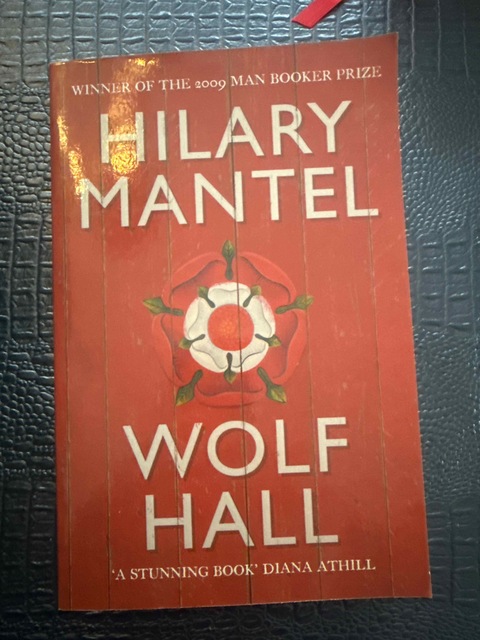 WINNER OF THE 2009 MAN BOOKER PRIZE
HILARY
MANTEL
WOLF
HALL
'A STUNNING BOOK' DIANA ATHILL